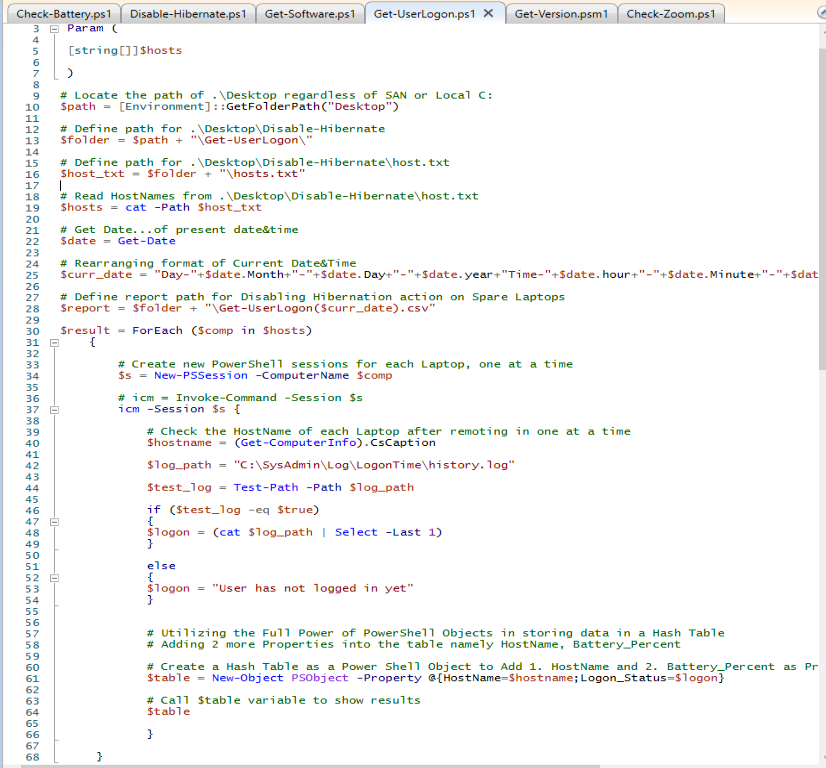 Check-Battery.ps1 Disable-Hibernate.ps1 Get-Software.ps1 Get-UserLogon.ps1 X Get-Version.psm1 Check-Zoom.ps1
3 Param (
4
5 [string[]]$hosts
6
7 )
8
9 # Locate the path of .\Desktop regardless of SAN or Local C:
10 $path = [Environment]::GetFolderPath("Desktop")
11
12 # Define path for .\Desktop\Disable-Hibernate
13 $folder = $path + "\Get-UserLogon\"
14
15 # Define path for .\Desktop\Disable-Hibernate\host.txt
16 $host_txt = $folder + "\hosts.txt"
17
18 # Read HostNames from .\Desktop\Disable-Hibernate\host.txt
19 $hosts = cat -Path $host_txt
20
21 # Get Date...of present date&time
22 $date = Get-Date
23
24 # Rearranging format of Current Date&Time
25 $curr_date = "Day-"+$date.Month+"-"+$date.Day+"-"+$date.year+"Time-"+$date.hour+"-"+$date.Minute+"-"+$dat
26
27 # Define report path for Disabling Hibernation action on Spare Laptops
28 $report = $folder + "\Get-UserLogon($curr_date).csv"
29
30 $result = ForEach ($comp in $hosts)
31 {
32
33 # Create new PowerShell sessions for each Laptop, one at a time
34 $s = New-PSSession -ComputerName $comp
35
36 # icm = Invoke-Command -Session $s
37 icm -Session $s {
38
39 # Check the HostName of each Laptop after remoting in one at a time
40 $hostname = (Get-ComputerInfo).CsCaption
41
42 $log_path = "C:\SysAdmin\Log\LogonTime\history.log"
43
44 $test_log = Test-Path -Path $log_path
45
46 if ($test_log -eq $true)
47 {
48 $logon = (cat $log_path | Select -Last 1)
49 }
50
51 else
52 {
53 $logon = "User has not logged in yet"
54 }
55
56
57 # Utilizing the Full Power of PowerShell Objects in storing data in a Hash Table
58 # Adding 2 more Properties into the table namely HostName, Battery_Percent
59
60 # Create a Hash Table as a Power Shell Object to Add 1. HostName and 2. Battery_Percent as Pr
61 $table = New-Object PSObject -Property @{HostName=$hostname;Logon_Status=$logon}
62
63 # Call $table variable to show results
64 $table
65
66 }
67
68 }